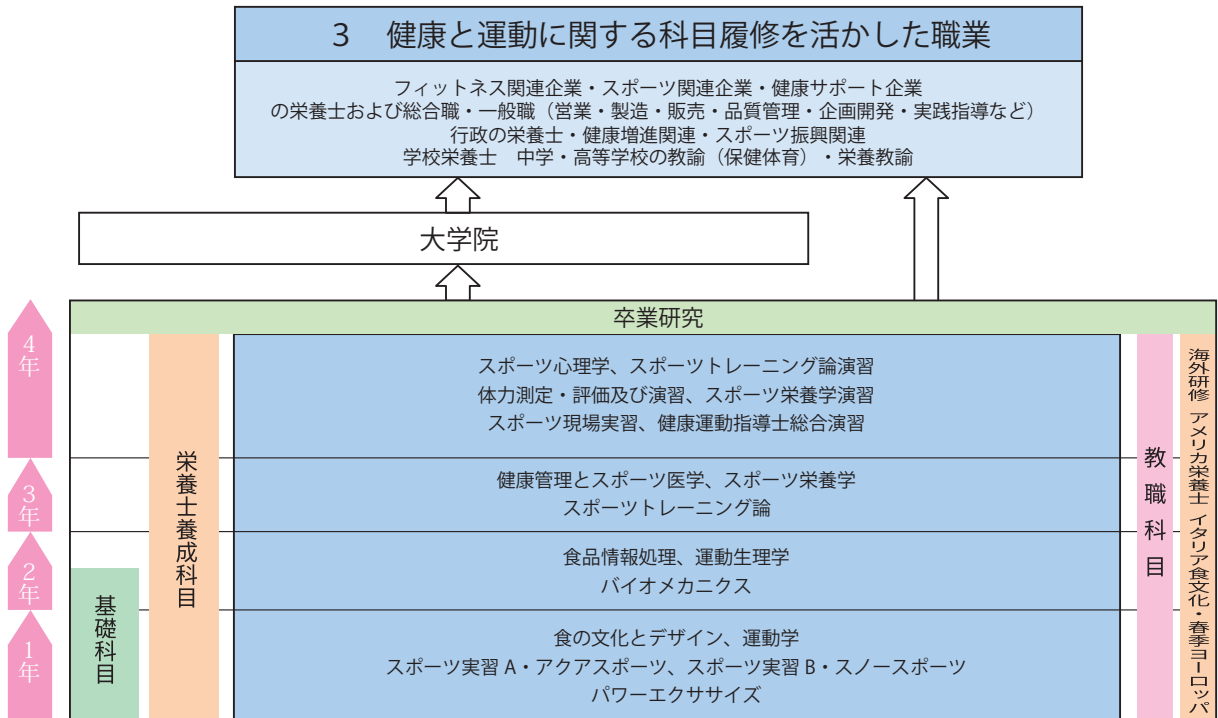 3　健康と運動に関する科目履修を活かした職業
フィットネス関連企業・スポーツ関連企業・健康サポート企業
の栄養士および総合職・一般職（営業・製造・販売・品質管理・企画開発・実践指導など）
行政の栄養士・健康増進関連・スポーツ振興関連
学校栄養士　中学・高等学校の教諭（保健体育）・栄養教諭
大学院
卒業研究
4年
スポーツ心理学、スポーツトレーニング論演習
体力測定・評価及び演習、スポーツ栄養学演習
スポーツ現場実習、健康運動指導士総合演習
3年
健康管理とスポーツ医学、スポーツ栄養学
スポーツトレーニング論
2年
食品情報処理、運動生理学
バイオメカニクス
1年
食の文化とデザイン、運動学
スポーツ実習 A・アクアスポーツ、スポーツ実習 B・スノースポーツ
パワーエクササイズ
基礎科目
栄養士養成科目
教職科目
海外研修 アメリカ栄養士 イタリア食文化・春季ヨーロッパ